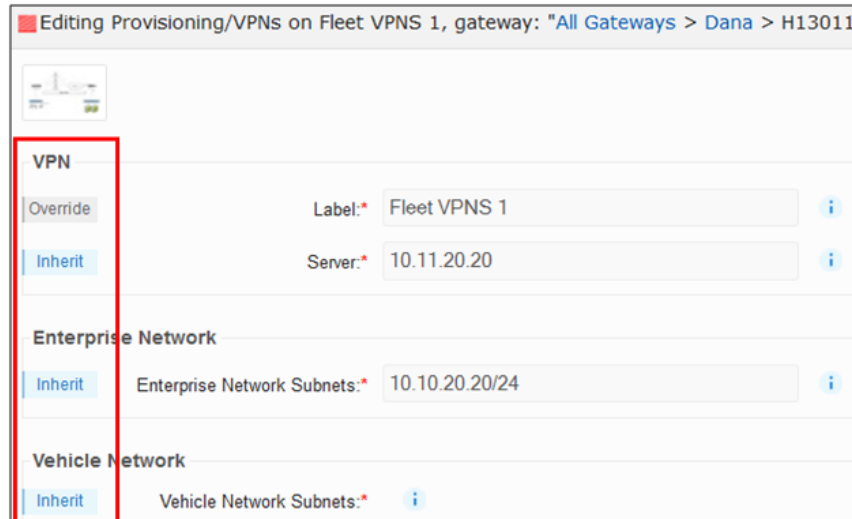 Editing Provisioning/VPNs on Fleet VPNS 1, gateway: "All Gateways > Dana > H13011
VPN
Override Label:* Fleet VPNS 1
Inherit Server:* 10.11.20.20
Enterprise Network
Inherit Enterprise Network Subnets:* 10.10.20.20/24
Vehicle Network
Inherit Vehicle Network Subnets:*